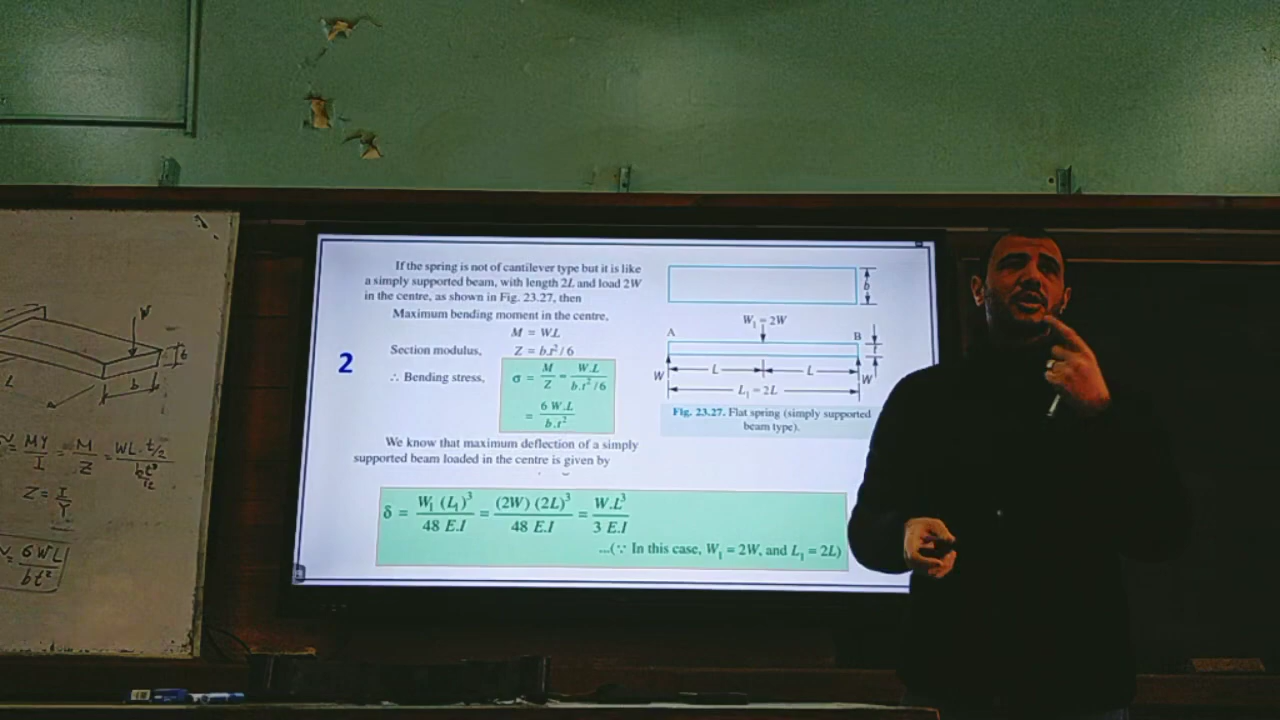 W
t
b
L
MY/I = M/Z = WL.t/2 / bt³/12
Z = I/Y
6WL/bt²
2
If the spring is not of cantilever type but it is like
a simply supported beam, with length 2L and load 2W
in the centre, as shown in Fig. 23.27, then
Maximum bending moment in the centre,
M = W.L
Section modulus, Z = b.t²/6
∴ Bending stress, σ = M/Z = W.L / b.t²/6
= 6 W.L / b.t²
We know that maximum deflection of a simply
supported beam loaded in the centre is given by
δ = W₁ (L₁)³ / 48 E.I = (2W) (2L)³ / 48 E.I = W.L³ / 3 E.I
...(∵ In this case, W₁ = 2W, and L₁ = 2L)
b
W₁ = 2W
A B
t
L L
W W
L₁ = 2L
Fig. 23.27. Flat spring (simply supported
beam type).